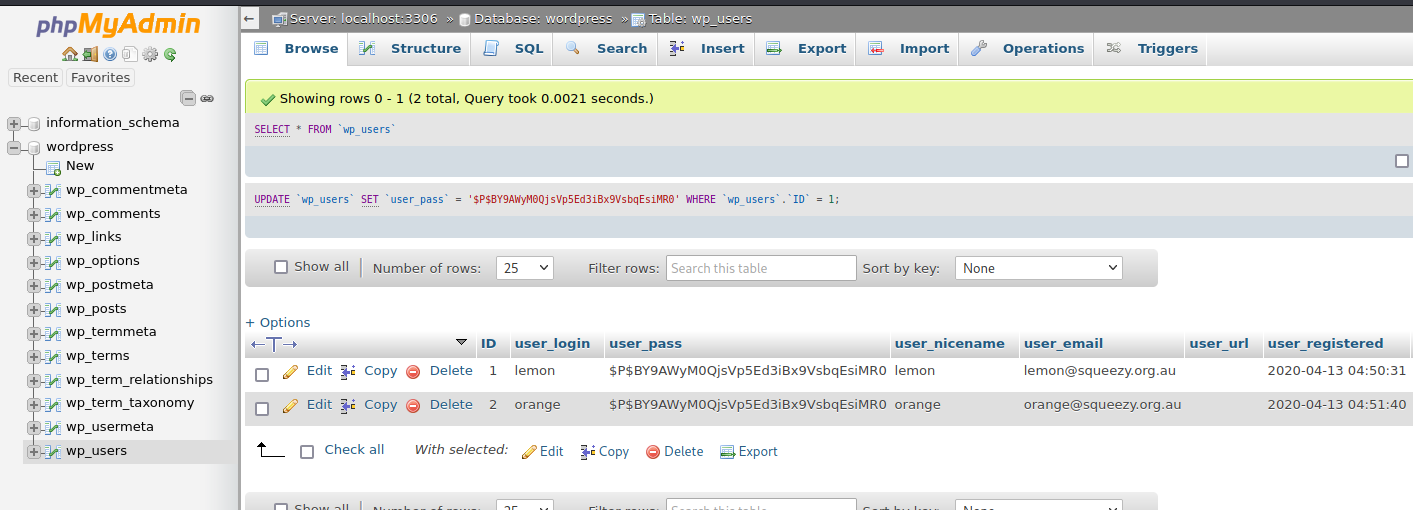 phpMyAdmin
Recent Favorites
information_schema
wordpress
New
wp_commentmeta
wp_comments
wp_links
wp_options
wp_postmeta
wp_posts
wp_termmeta
wp_terms
wp_term_relationships
wp_term_taxonomy
wp_usermeta
wp_users
Server: localhost:3306 » Database: wordpress » Table: wp_users
Browse Structure SQL Search Insert Export Import Operations Triggers
Showing rows 0 - 1 (2 total, Query took 0.0021 seconds.)
SELECT * FROM `wp_users`
UPDATE `wp_users` SET `user_pass` = '$P$BY9AWyM0QjsVp5Ed3iBx9VsbqEsiMR0' WHERE `wp_users`.`ID` = 1;
Show all Number of rows: 25 Filter rows: Search this table Sort by key: None
+ Options
ID user_login user_pass user_nicename user_email user_url user_registered
Edit Copy Delete 1 lemon $P$BY9AWyM0QjsVp5Ed3iBx9VsbqEsiMR0 lemon lemon@squeezy.org.au 2020-04-13 04:50:31
Edit Copy Delete 2 orange $P$BY9AWyM0QjsVp5Ed3iBx9VsbqEsiMR0 orange orange@squeezy.org.au 2020-04-13 04:51:40
Check all With selected: Edit Copy Delete Export
Show all Number of rows: 25 Filter rows: Search this table Sort by key: None